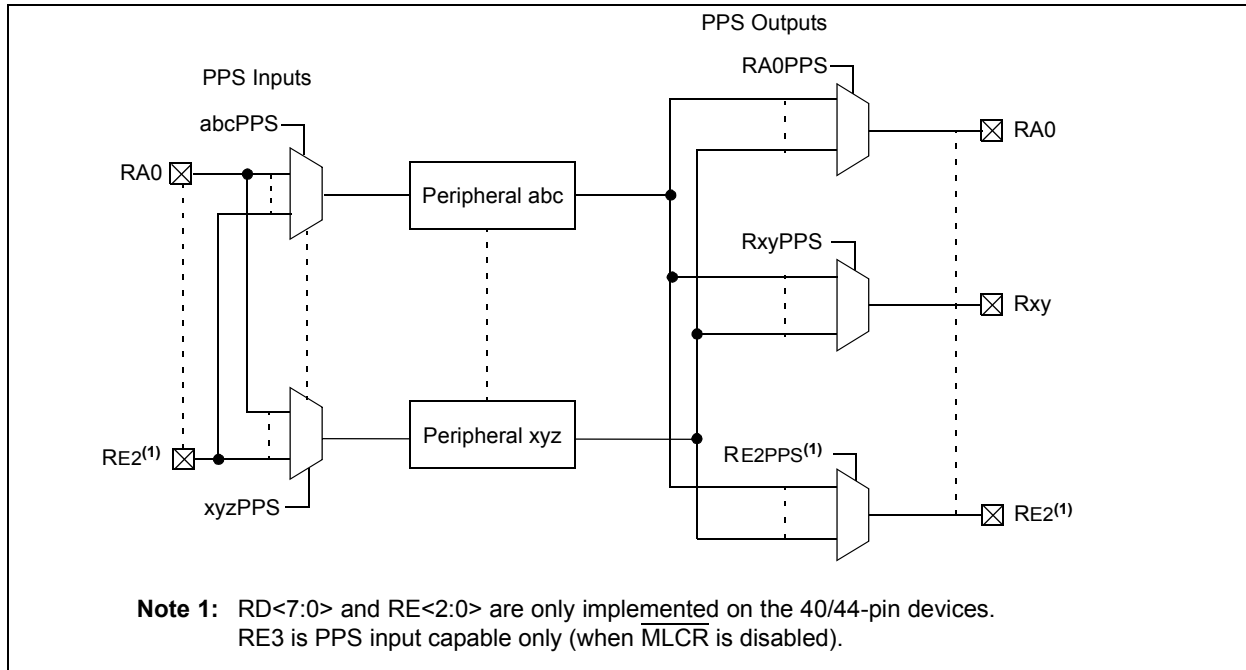 PPS Outputs
RA0PPS
PPS Inputs
abcPPS
RA0
RA0
Peripheral abc
RxyPPS
Rxy
Peripheral xyz
RE2(1)
RE2PPS(1)
xyzPPS
RE2(1)
Note 1: RD<7:0> and RE<2:0> are only implemented on the 40/44-pin devices.
RE3 is PPS input capable only (when MLCR is disabled).